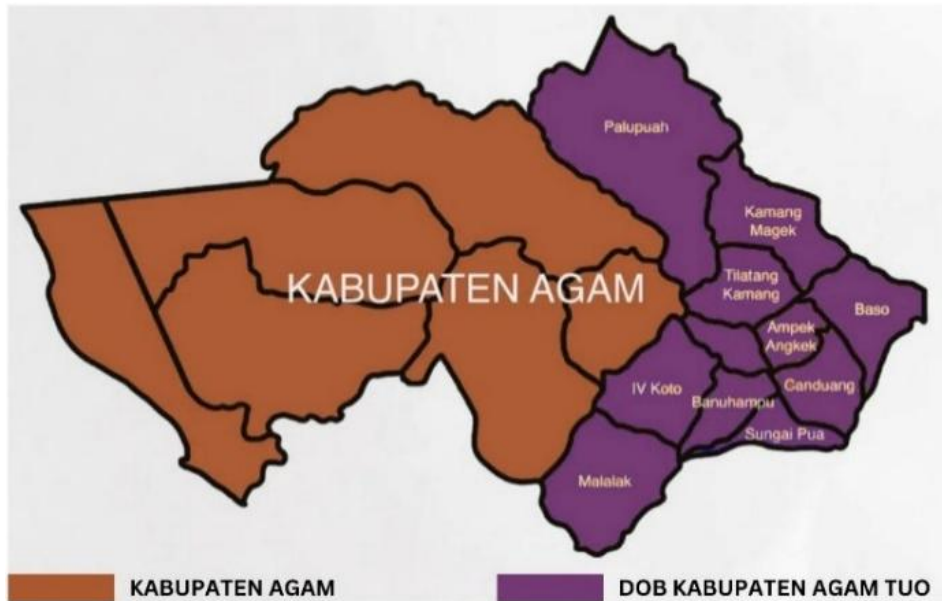 Palupuah
Kamang
Magek
Tilatang
Kamang
Baso
KABUPATEN AGAM
Ampek
Angkek
IV Koto
Canduang
Banuhampu
Sungai Pua
Malalak
KABUPATEN AGAM
DOB KABUPATEN AGAM TUO